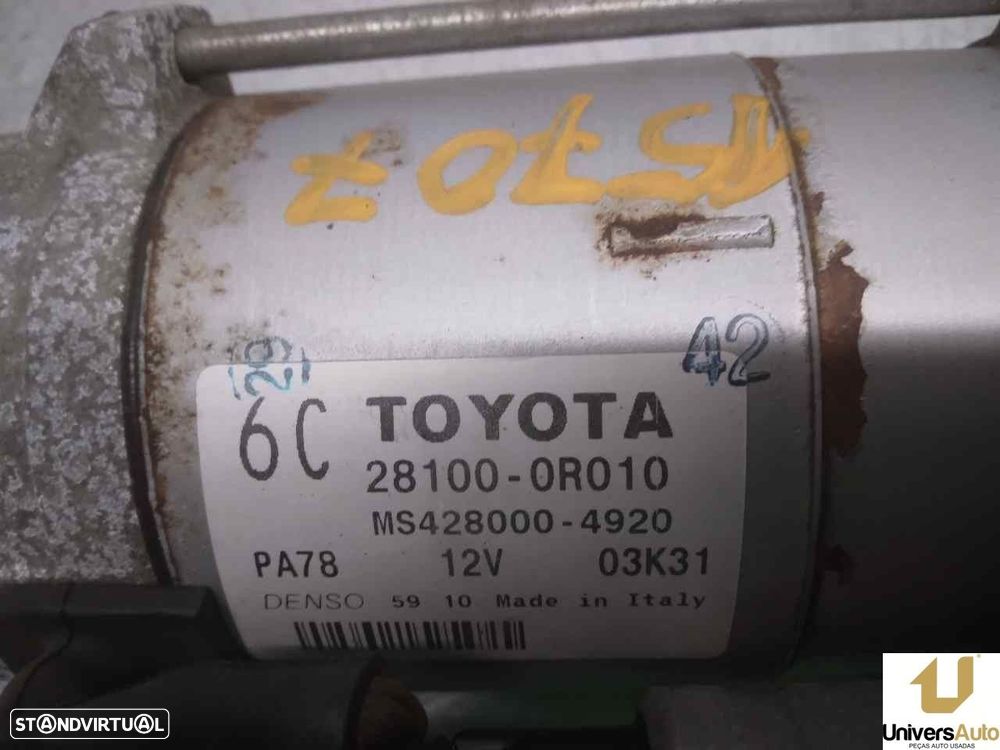 (28)
42
6C TOYOTA
28100-0R010
MS428000-4920
PA78 12V 03K31
DENSO 59 10 Made in Italy
STANDVIRTUAL
UniversAuto
PEÇAS AUTO USADAS